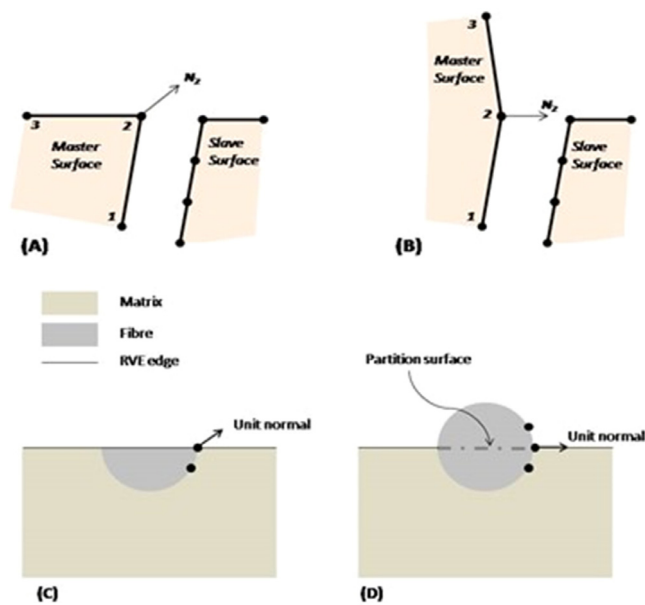 3
N₂
3
2
Master
Surface
Slave
Surface
1
(A)
Master
Surface
2
N₂
Slave
Surface
1
(B)
Matrix
Fibre
RVE edge
Unit normal
(C)
Partition surface
Unit normal
(D)